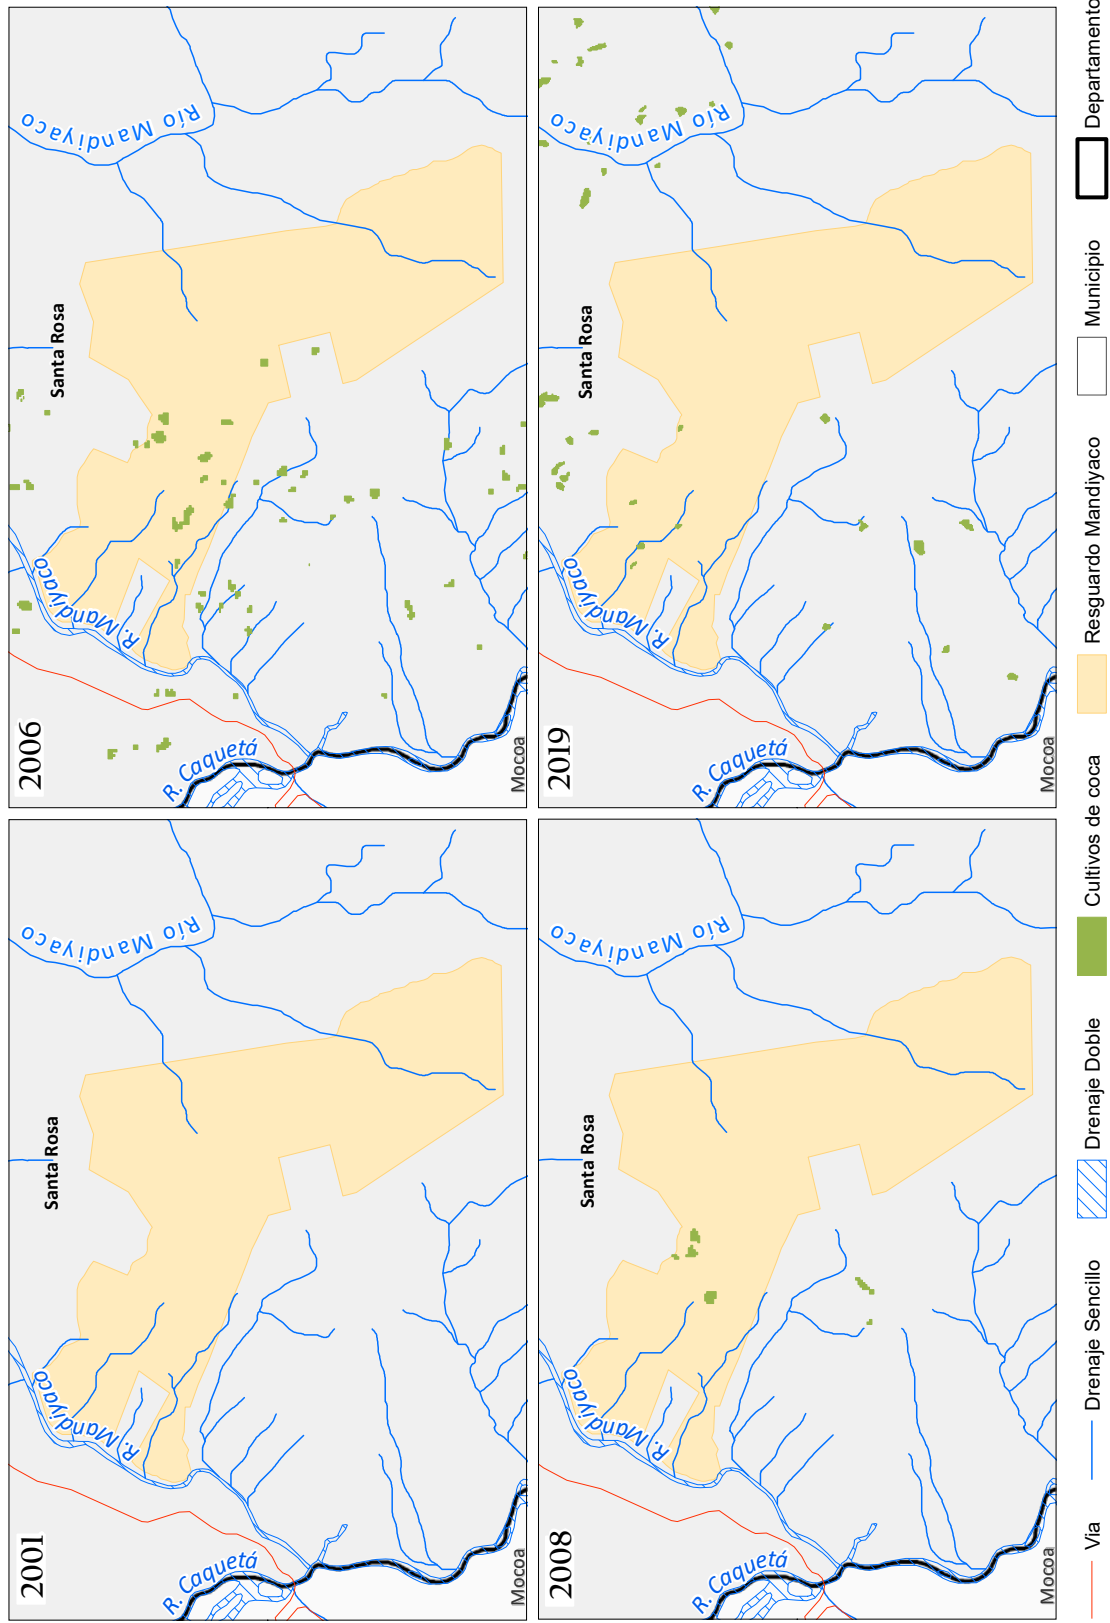 2001
Santa Rosa
Río Mandiyaco
R. Mandiyaco
R. Caquetá
Mocoa
2006
Santa Rosa
Río Mandiyaco
R. Mandiyaco
R. Caquetá
Mocoa
2008
Santa Rosa
Río Mandiyaco
R. Mandiyaco
R. Caquetá
Mocoa
2019
Santa Rosa
Río Mandiyaco
R. Mandiyaco
R. Caquetá
Mocoa
Via
Drenaje Sencillo
Drenaje Doble
Cultivos de coca
Resguardo Mandiyaco
Municipio
Departamento